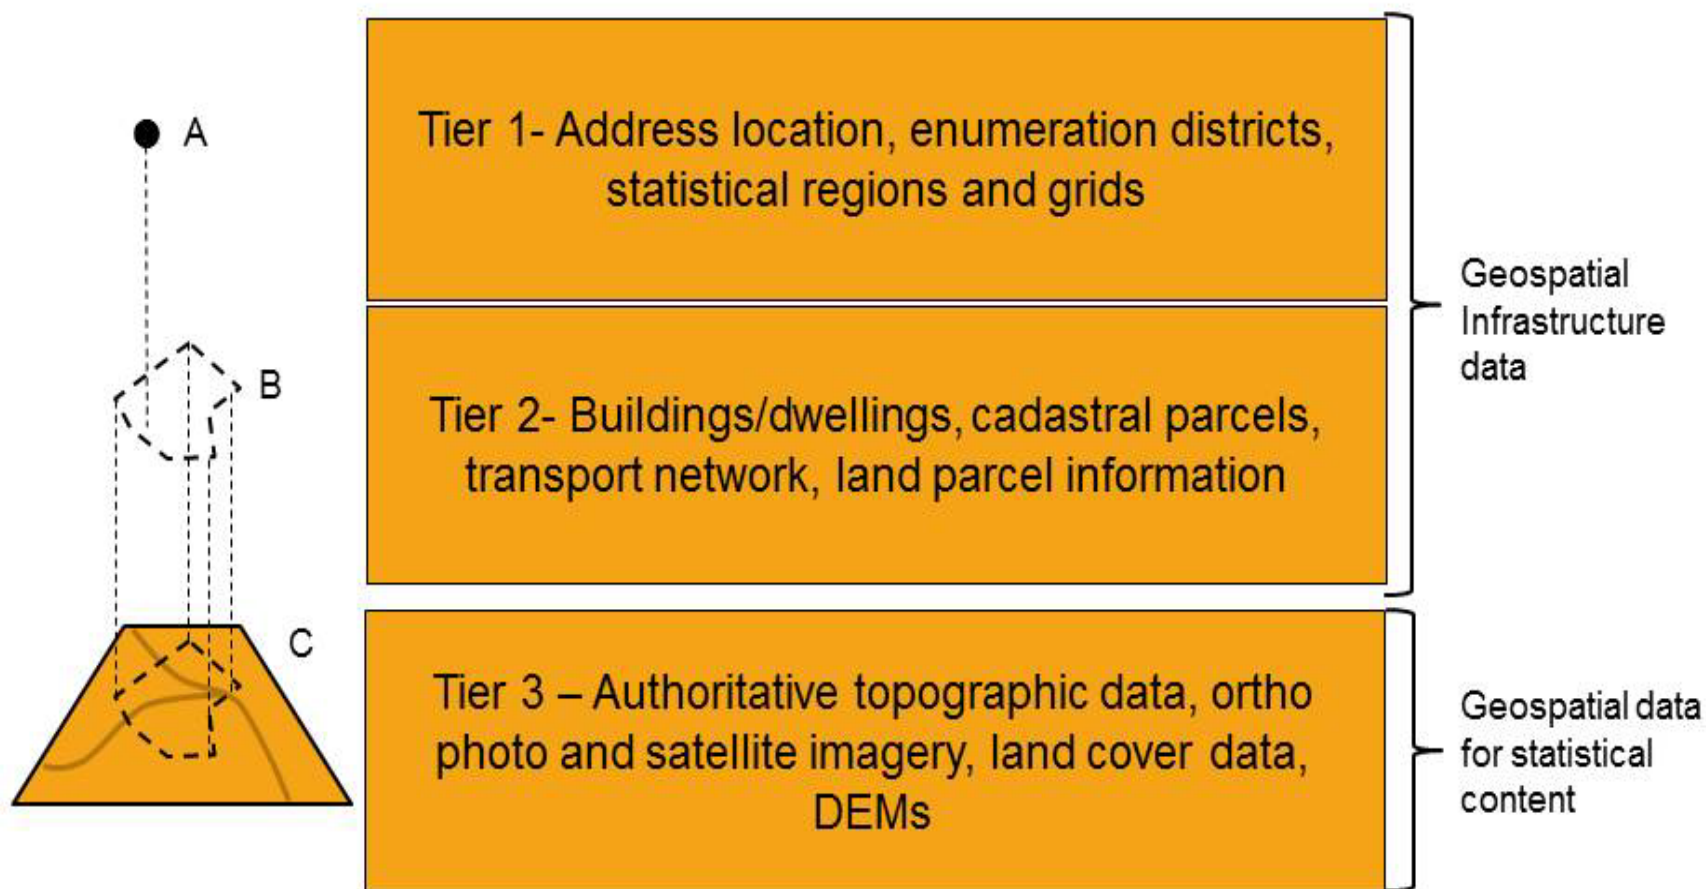 A
Tier 1- Address location, enumeration districts,
statistical regions and grids
Geospatial
Infrastructure
data
B
Tier 2- Buildings/dwellings, cadastral parcels,
transport network, land parcel information
C
Tier 3 – Authoritative topographic data, ortho
photo and satellite imagery, land cover data,
DEMs
Geospatial data
for statistical
content